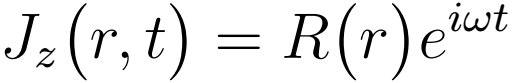 J_z(r, t) = R(r)e^{iωt}